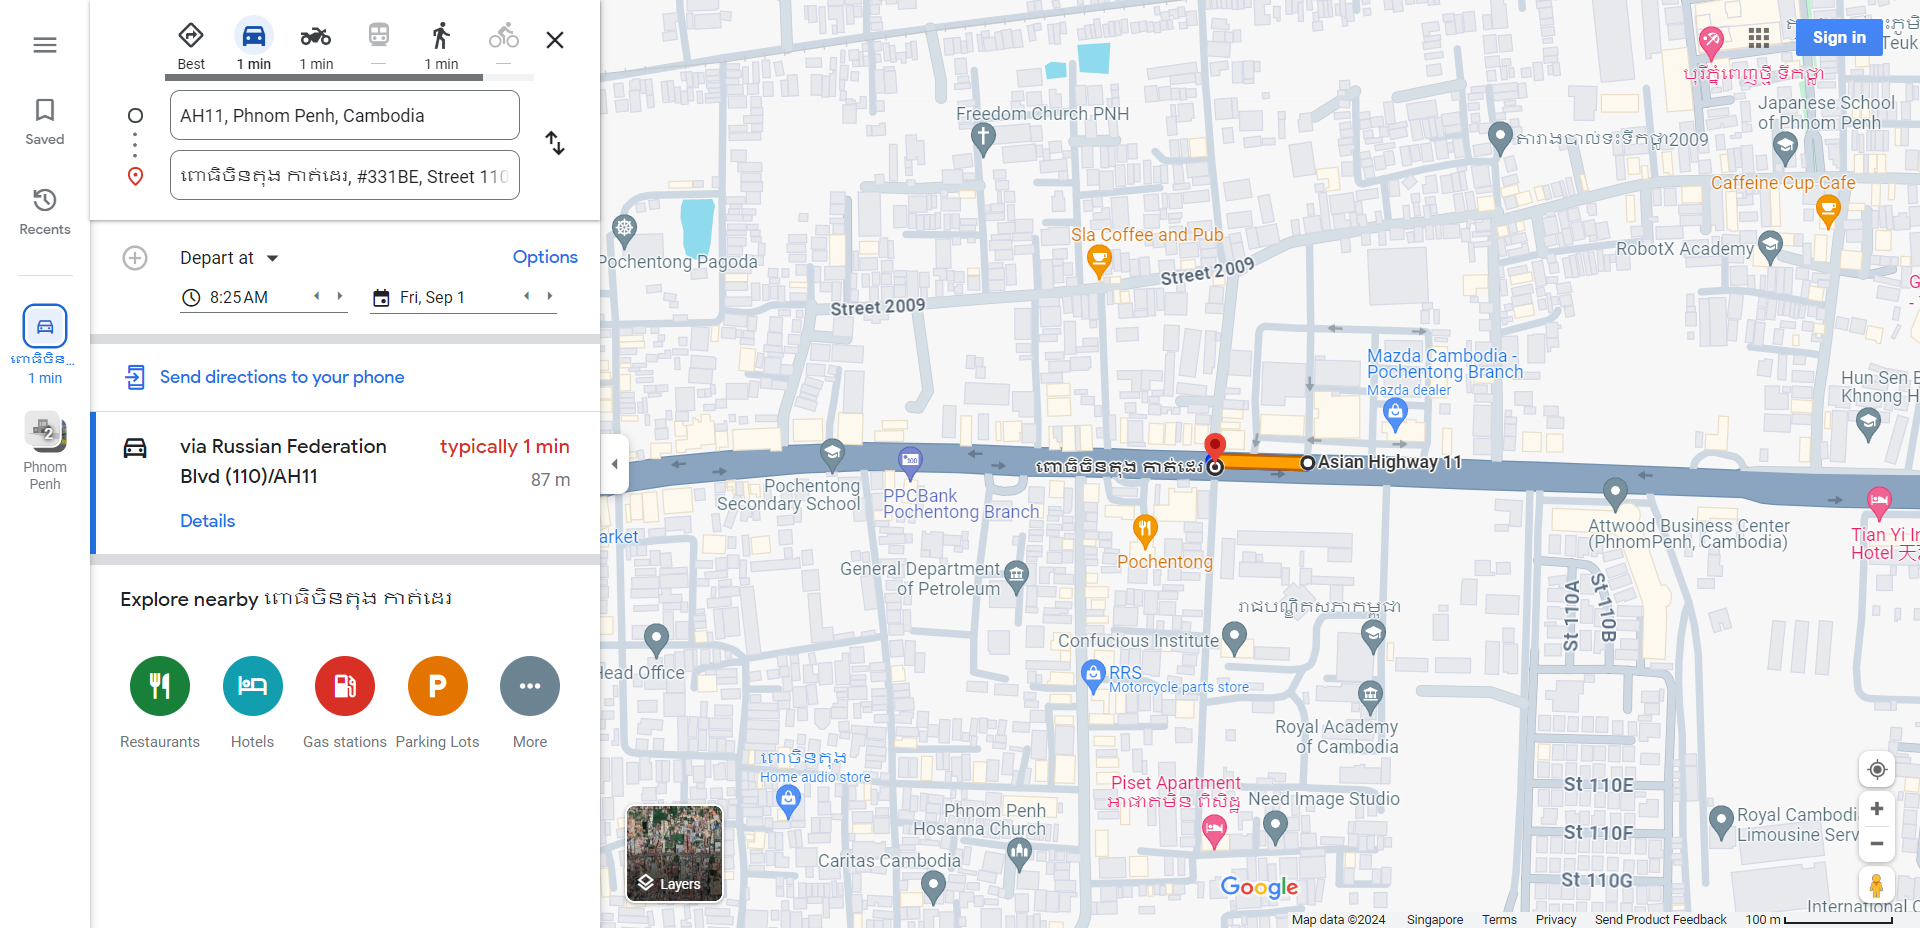 Best
1 min
1 min
1 min
AH11, Phnom Penh, Cambodia
ពោធិចិនតុង កាត់ដេរ, #331BE, Street 110
Saved
Recents
ពោធិចិន...
1 min
2
Phnom
Penh
Depart at
Options
8:25 AM
Fri, Sep 1
Send directions to your phone
via Russian Federation
Blvd (110)/AH11
typically 1 min
87 m
Details
Explore nearby ពោធិចិនតុង កាត់ដេរ
Restaurants
Hotels
Gas stations
P
Parking Lots
More
Sign in
Teuk
បុរីភ្នំពេញថ្មី ទឹកថ្លា
Japanese School
of Phnom Penh
Freedom Church PNH
តារាងបាល់ទះទឹកថ្លា2009
Caffeine Cup Cafe
RobotX Academy
Sla Coffee and Pub
Pochentong Pagoda
Street 2009
Street 2009
Mazda Cambodia -
Pochentong Branch
Mazda dealer
Hun Sen B
Khnong H
ពោធិចិនតុង កាត់ដេរ
Asian Highway 11
Pochentong
Secondary School
PPCBank
Pochentong Branch
arket
Attwood Business Center
(PhnomPenh, Cambodia)
Tian Yi In
Hotel
Pochentong
General Department
of Petroleum
St 110A
St 110B
រាជបណ្ឌិតសភាកម្ពុជា
Confucious Institute
Head Office
RRS
Motorcycle parts store
Royal Academy
of Cambodia
ពោចិនតុង
Home audio store
Piset Apartment
អាផាតមិន ពិសិដ្ឋ
Need Image Studio
St 110E
St 110F
St 110G
Phnom Penh
Hosanna Church
Caritas Cambodia
Royal Cambodi
Limousine Serv
International C
Layers
Google
Map data ©2024
Singapore
Terms
Privacy
Send Product Feedback
100 m